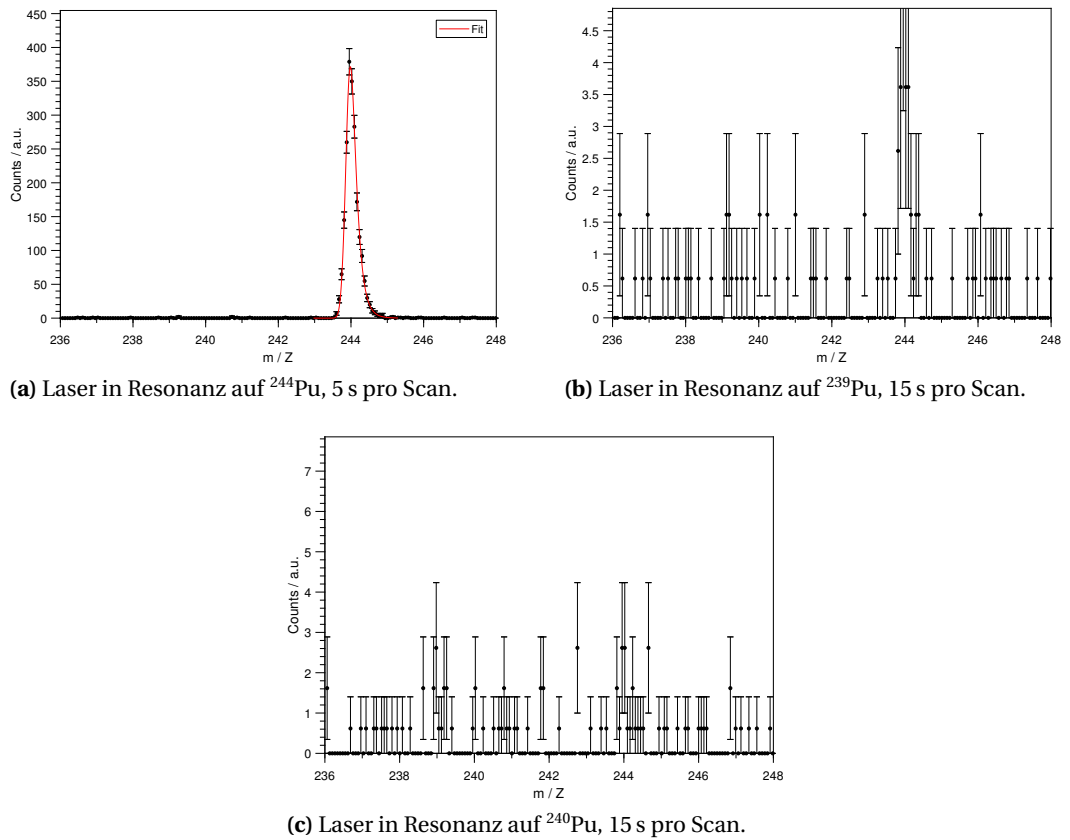 450
400
350
300
250
200
150
100
50
0
Counts / a.u.
Fit
236 238 240 242 244 246 248
m / Z
(a) Laser in Resonanz auf ²⁴⁴Pu, 5 s pro Scan.
4.5
4
3.5
3
2.5
2
1.5
1
0.5
0
Counts / a.u.
236 238 240 242 244 246 248
m / Z
(b) Laser in Resonanz auf ²³⁹Pu, 15 s pro Scan.
7
6
5
4
3
2
1
0
Counts / a.u.
236 238 240 242 244 246 248
m / Z
(c) Laser in Resonanz auf ²⁴⁰Pu, 15 s pro Scan.